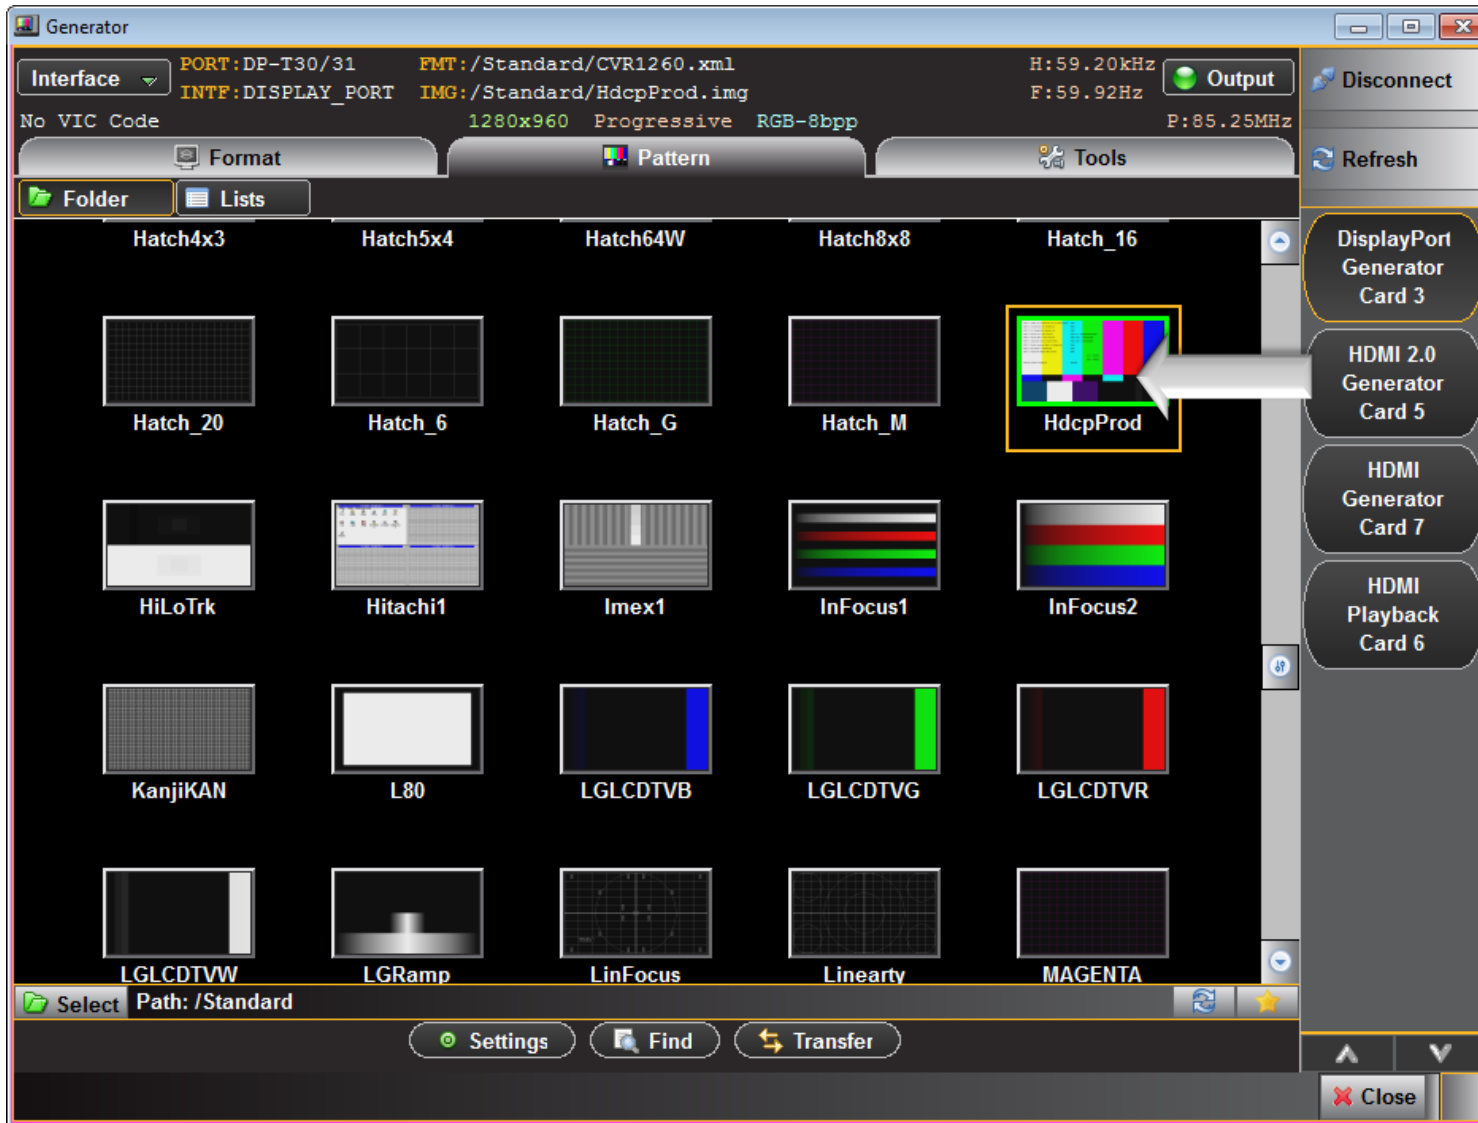 Generator
Interface
PORT:DP-T30/31 FMT:/Standard/CVR1260.xml H:59.20kHz
INTF:DISPLAY_PORT IMG:/Standard/HdcpProd.img F:59.92Hz
Output
No VIC Code 1280x960 Progressive RGB-8bpp P:85.25MHz
Format Pattern Tools
Folder Lists
Hatch4x3 Hatch5x4 Hatch64W Hatch8x8 Hatch_16
Hatch_20 Hatch_6 Hatch_G Hatch_M HdcpProd
HiLoTrk Hitachi1 Imex1 InFocus1 InFocus2
KanjiKAN L80 LGLCDTVB LGLCDTVG LGLCDTVR
LGLCDTVW LGRamp LinFocus Linearty MAGENTA
Select Path: /Standard
Settings Find Transfer
Disconnect
Refresh
DisplayPort
Generator
Card 3
HDMI 2.0
Generator
Card 5
HDMI
Generator
Card 7
HDMI
Playback
Card 6
Close